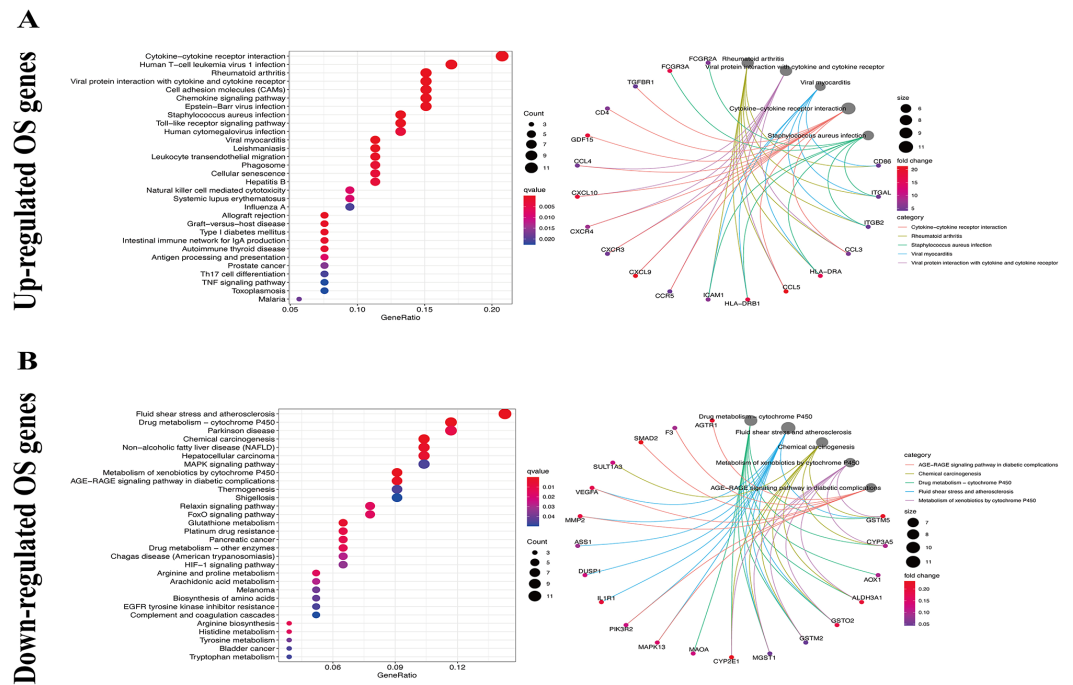 A
Up-regulated OS genes
Cytokine−cytokine receptor interaction
Human T−cell leukemia virus 1 infection
Rheumatoid arthritis
Viral protein interaction with cytokine and cytokine receptor
Cell adhesion molecules (CAMs)
Chemokine signaling pathway
Epstein−Barr virus infection
Staphylococcus aureus infection
Toll−like receptor signaling pathway
Human cytomegalovirus infection
Viral myocarditis
Leishmaniasis
Leukocyte transendothelial migration
Phagosome
Cellular senescence
Hepatitis B
Natural killer cell mediated cytotoxicity
Systemic lupus erythematosus
Influenza A
Allograft rejection
Graft−versus−host disease
Type I diabetes mellitus
Intestinal immune network for IgA production
Autoimmune thyroid disease
Antigen processing and presentation
Prostate cancer
Th17 cell differentiation
TNF signaling pathway
Toxoplasmosis
Malaria
0.05 0.10 0.15 0.20
GeneRatio
Count
3
5
7
9
11
qvalue
0.005
0.010
0.015
0.020
FCGR2A
Rheumatoid arthritis
FCGR3A
Viral protein interaction with cytokine and cytokine receptor
TGFBR1
Viral myocarditis
CD4
Cytokine−cytokine receptor interaction
GDF15
Staphylococcus aureus infection
CCL4
CD86
CXCL10
ITGAL
CXCR4
ITGB2
CXCR3
CCL3
CXCL9
HLA−DRA
CCR5
CCL5
ICAM1
HLA−DRB1
size
6
8
9
11
fold change
20
15
10
5
category
Cytokine−cytokine receptor interaction
Rheumatoid arthritis
Staphylococcus aureus infection
Viral myocarditis
Viral protein interaction with cytokine and cytokine receptor
B
Down-regulated OS genes
Fluid shear stress and atherosclerosis
Drug metabolism − cytochrome P450
Parkinson disease
Chemical carcinogenesis
Non−alcoholic fatty liver disease (NAFLD)
Hepatocellular carcinoma
MAPK signaling pathway
Metabolism of xenobiotics by cytochrome P450
AGE−RAGE signaling pathway in diabetic complications
Thermogenesis
Shigellosis
Relaxin signaling pathway
FoxO signaling pathway
Glutathione metabolism
Platinum drug resistance
Pancreatic cancer
Drug metabolism − other enzymes
Chagas disease (American trypanosomiasis)
HIF−1 signaling pathway
Arginine and proline metabolism
Arachidonic acid metabolism
Melanoma
Biosynthesis of amino acids
EGFR tyrosine kinase inhibitor resistance
Complement and coagulation cascades
Arginine biosynthesis
Histidine metabolism
Tyrosine metabolism
Bladder cancer
Tryptophan metabolism
0.06 0.09 0.12
GeneRatio
qvalue
0.01
0.02
0.03
0.04
Count
3
5
7
9
11
Drug metabolism − cytochrome P450
AGTR1
F3
Fluid shear stress and atherosclerosis
SMAD2
Chemical carcinogenesis
SULT1A3
Metabolism of xenobiotics by cytochrome P450
VEGFA
AGE−RAGE signaling pathway in diabetic complications
MMP2
GSTM5
ASS1
CYP3A5
DUSP1
AOX1
IL1R1
ALDH3A1
PIK3R2
GSTO2
MAPK13
GSTM2
MAOA
MGST1
CYP2E1
category
AGE−RAGE signaling pathway in diabetic complications
Chemical carcinogenesis
Drug metabolism − cytochrome P450
Fluid shear stress and atherosclerosis
Metabolism of xenobiotics by cytochrome P450
size
7
8
10
11
fold change
0.20
0.15
0.10
0.05